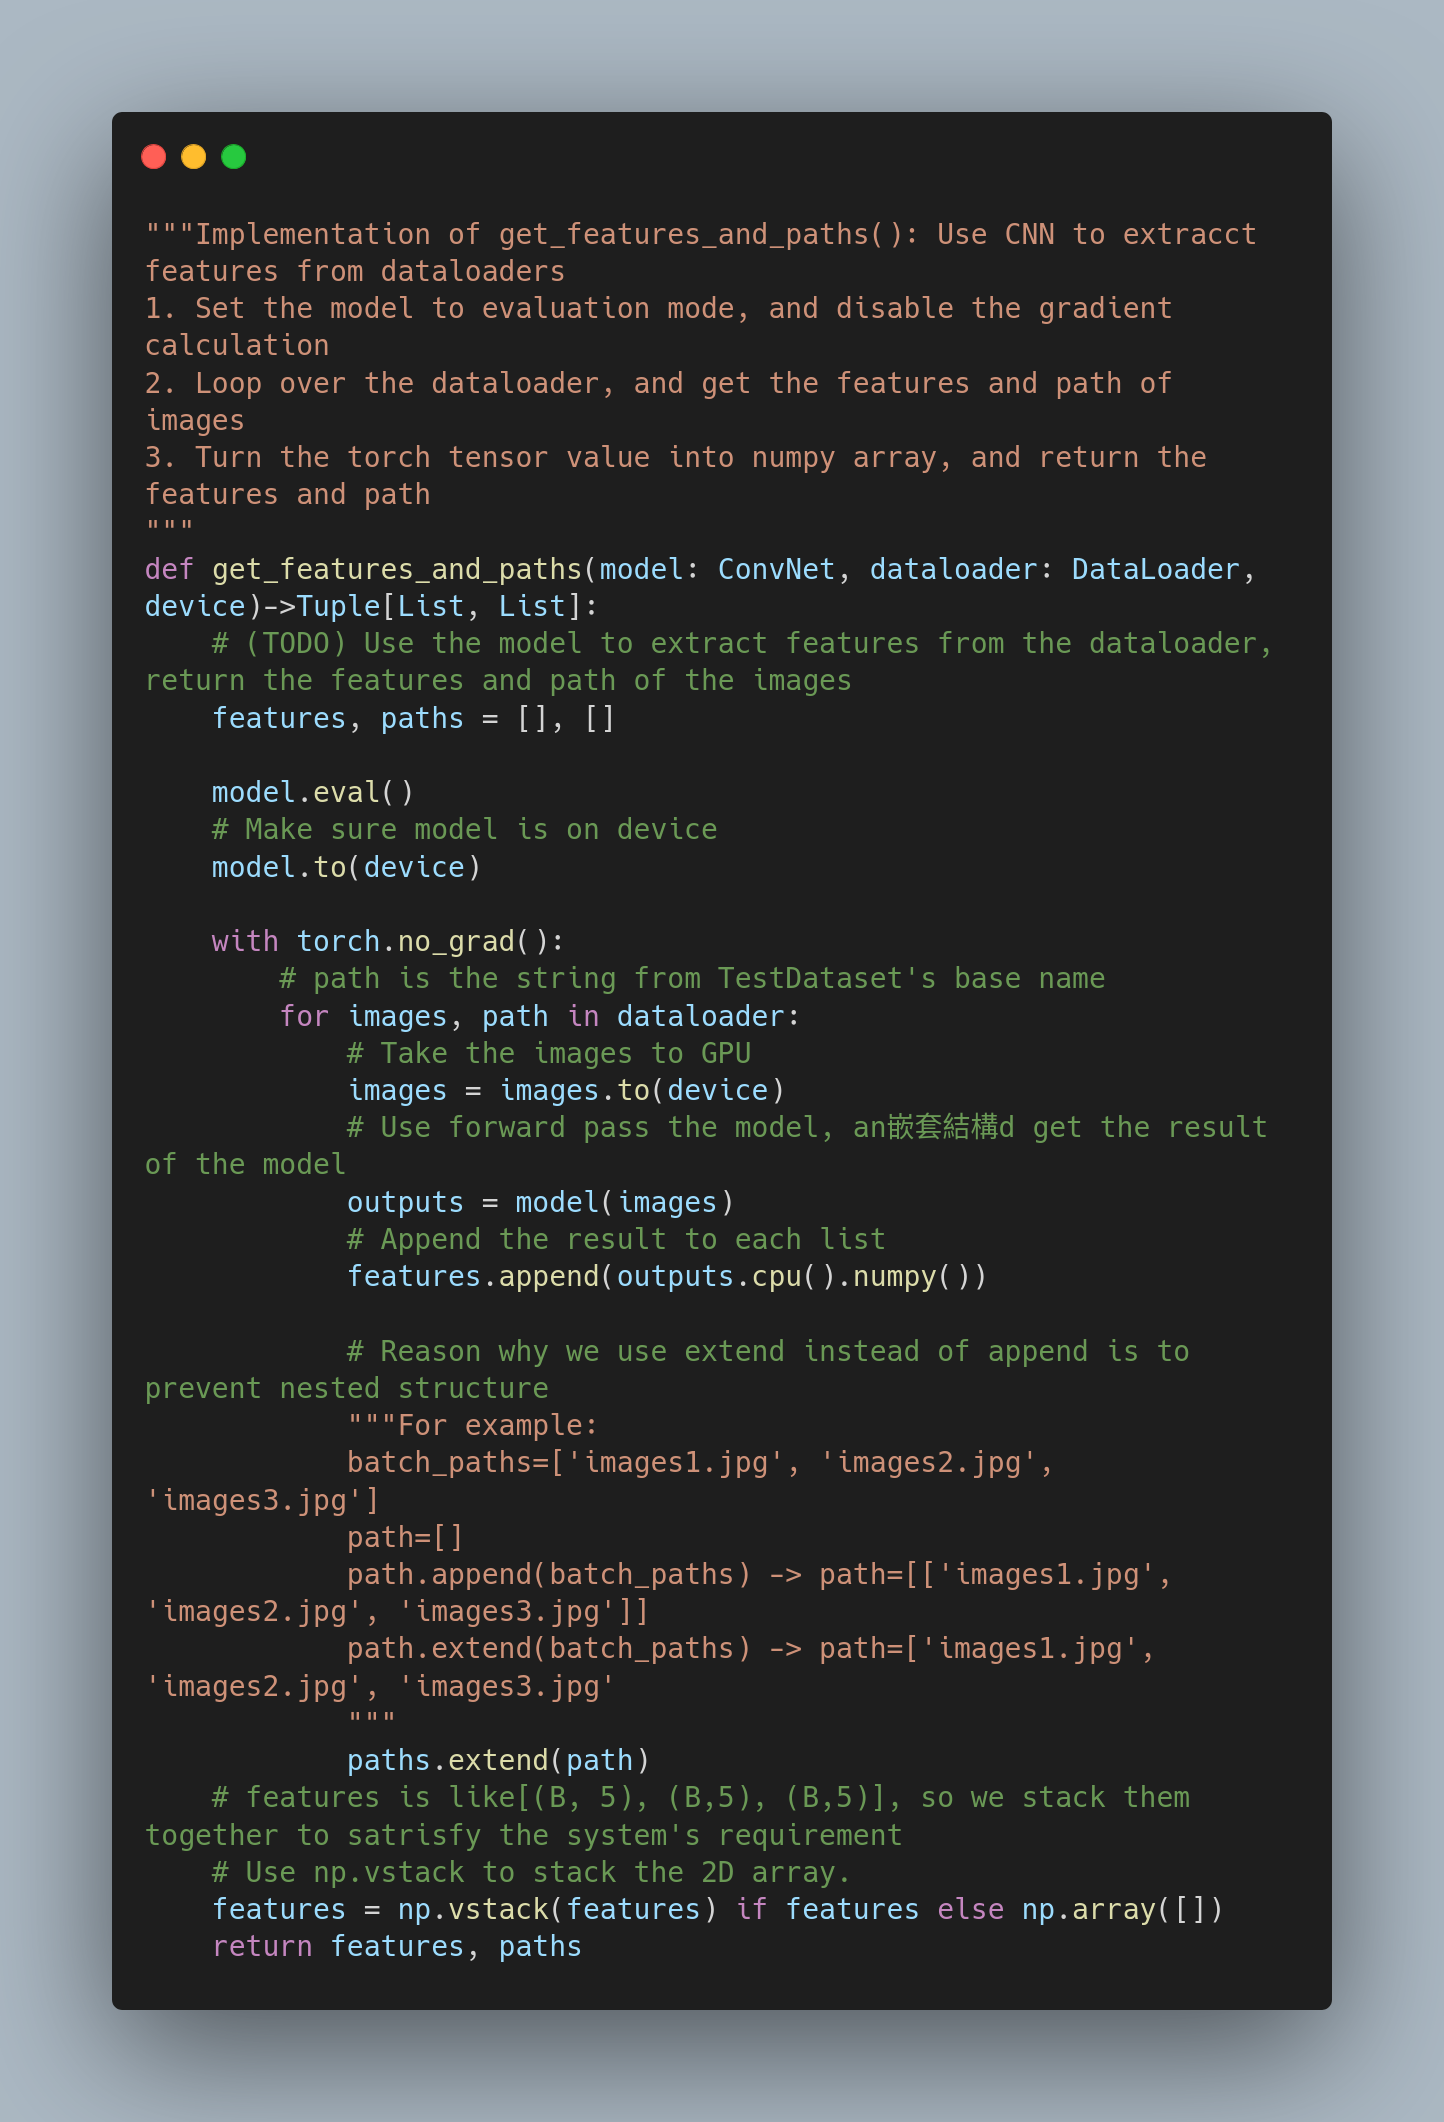 """Implementation of get_features_and_paths(): Use CNN to extracct
features from dataloaders
1. Set the model to evaluation mode, and disable the gradient
calculation
2. Loop over the dataloader, and get the features and path of
images
3. Turn the torch tensor value into numpy array, and return the
features and path
"""
def get_features_and_paths(model: ConvNet, dataloader: DataLoader,
device)->Tuple[List, List]:
    # (TODO) Use the model to extract features from the dataloader,
return the features and path of the images
    features, paths = [], []

    model.eval()
    # Make sure model is on device
    model.to(device)

    with torch.no_grad():
        # path is the string from TestDataset's base name
        for images, path in dataloader:
            # Take the images to GPU
            images = images.to(device)
            # Use forward pass the model, an嵌套結構d get the result
of the model
            outputs = model(images)
            # Append the result to each list
            features.append(outputs.cpu().numpy())

            # Reason why we use extend instead of append is to
prevent nested structure
            """For example:
            batch_paths=['images1.jpg', 'images2.jpg',
'images3.jpg']
            path=[]
            path.append(batch_paths) -> path=[['images1.jpg',
'images2.jpg', 'images3.jpg']]
            path.extend(batch_paths) -> path=['images1.jpg',
'images2.jpg', 'images3.jpg'
            """
            paths.extend(path)
    # features is like[(B, 5), (B,5), (B,5)], so we stack them
together to satrisfy the system's requirement
    # Use np.vstack to stack the 2D array.
    features = np.vstack(features) if features else np.array([])
    return features, paths